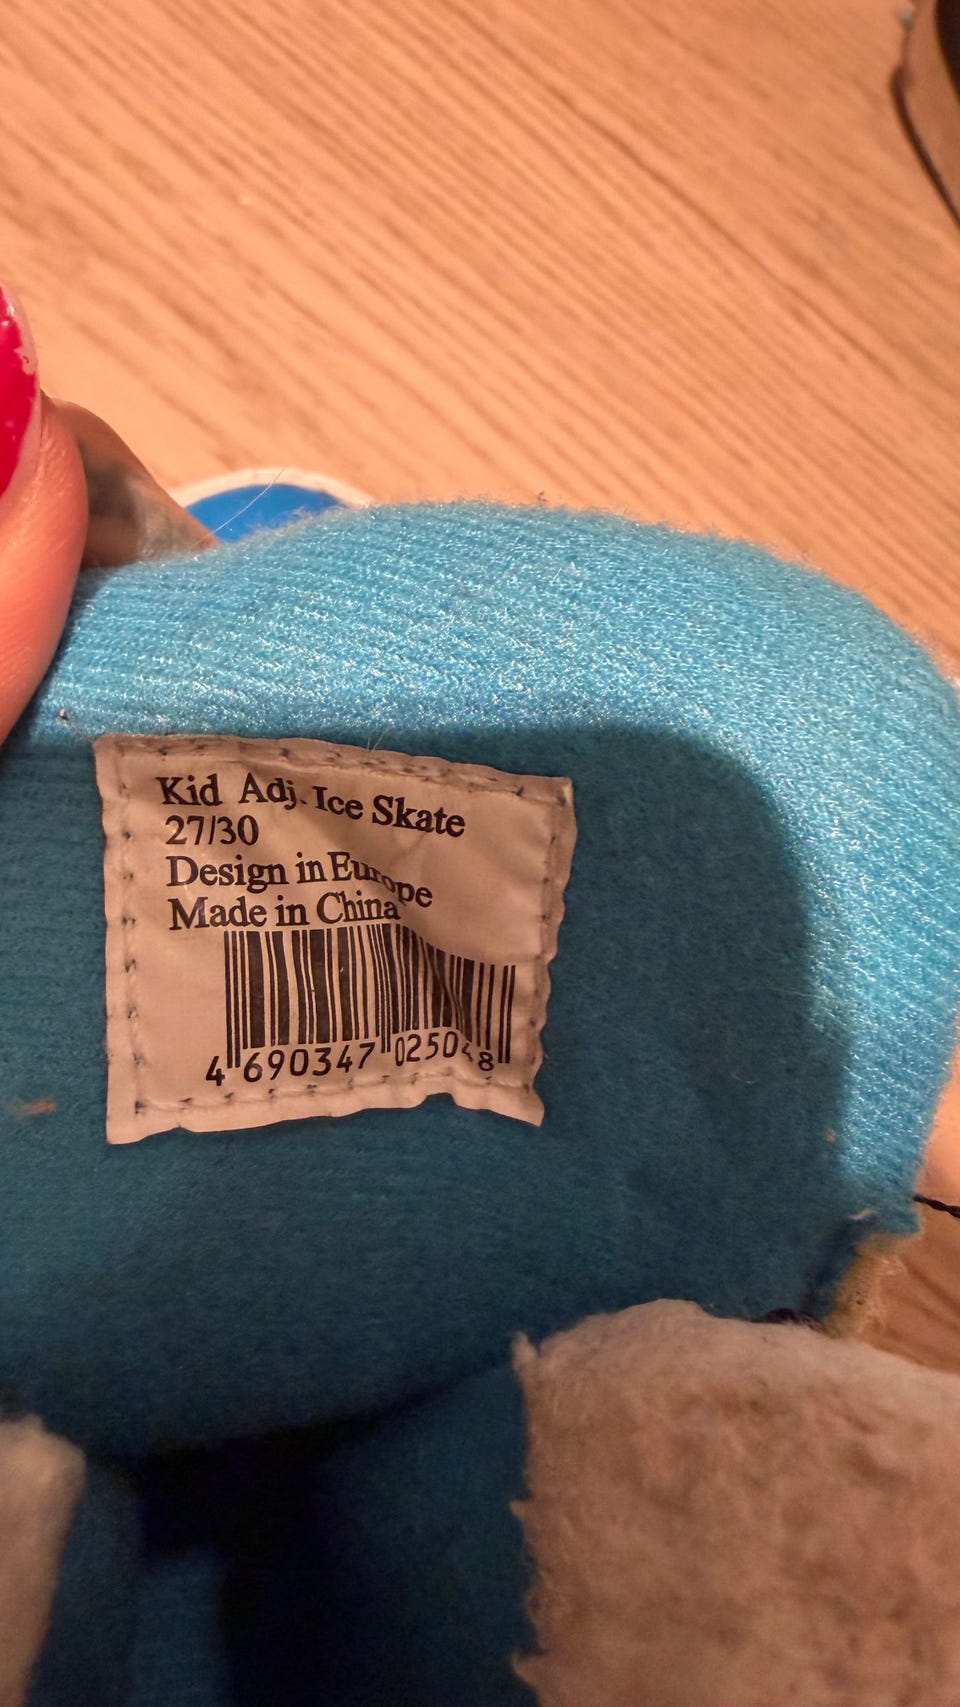 Kid Adj. Ice Skate
27/30
Design in Europe
Made in China
4 690347 025048